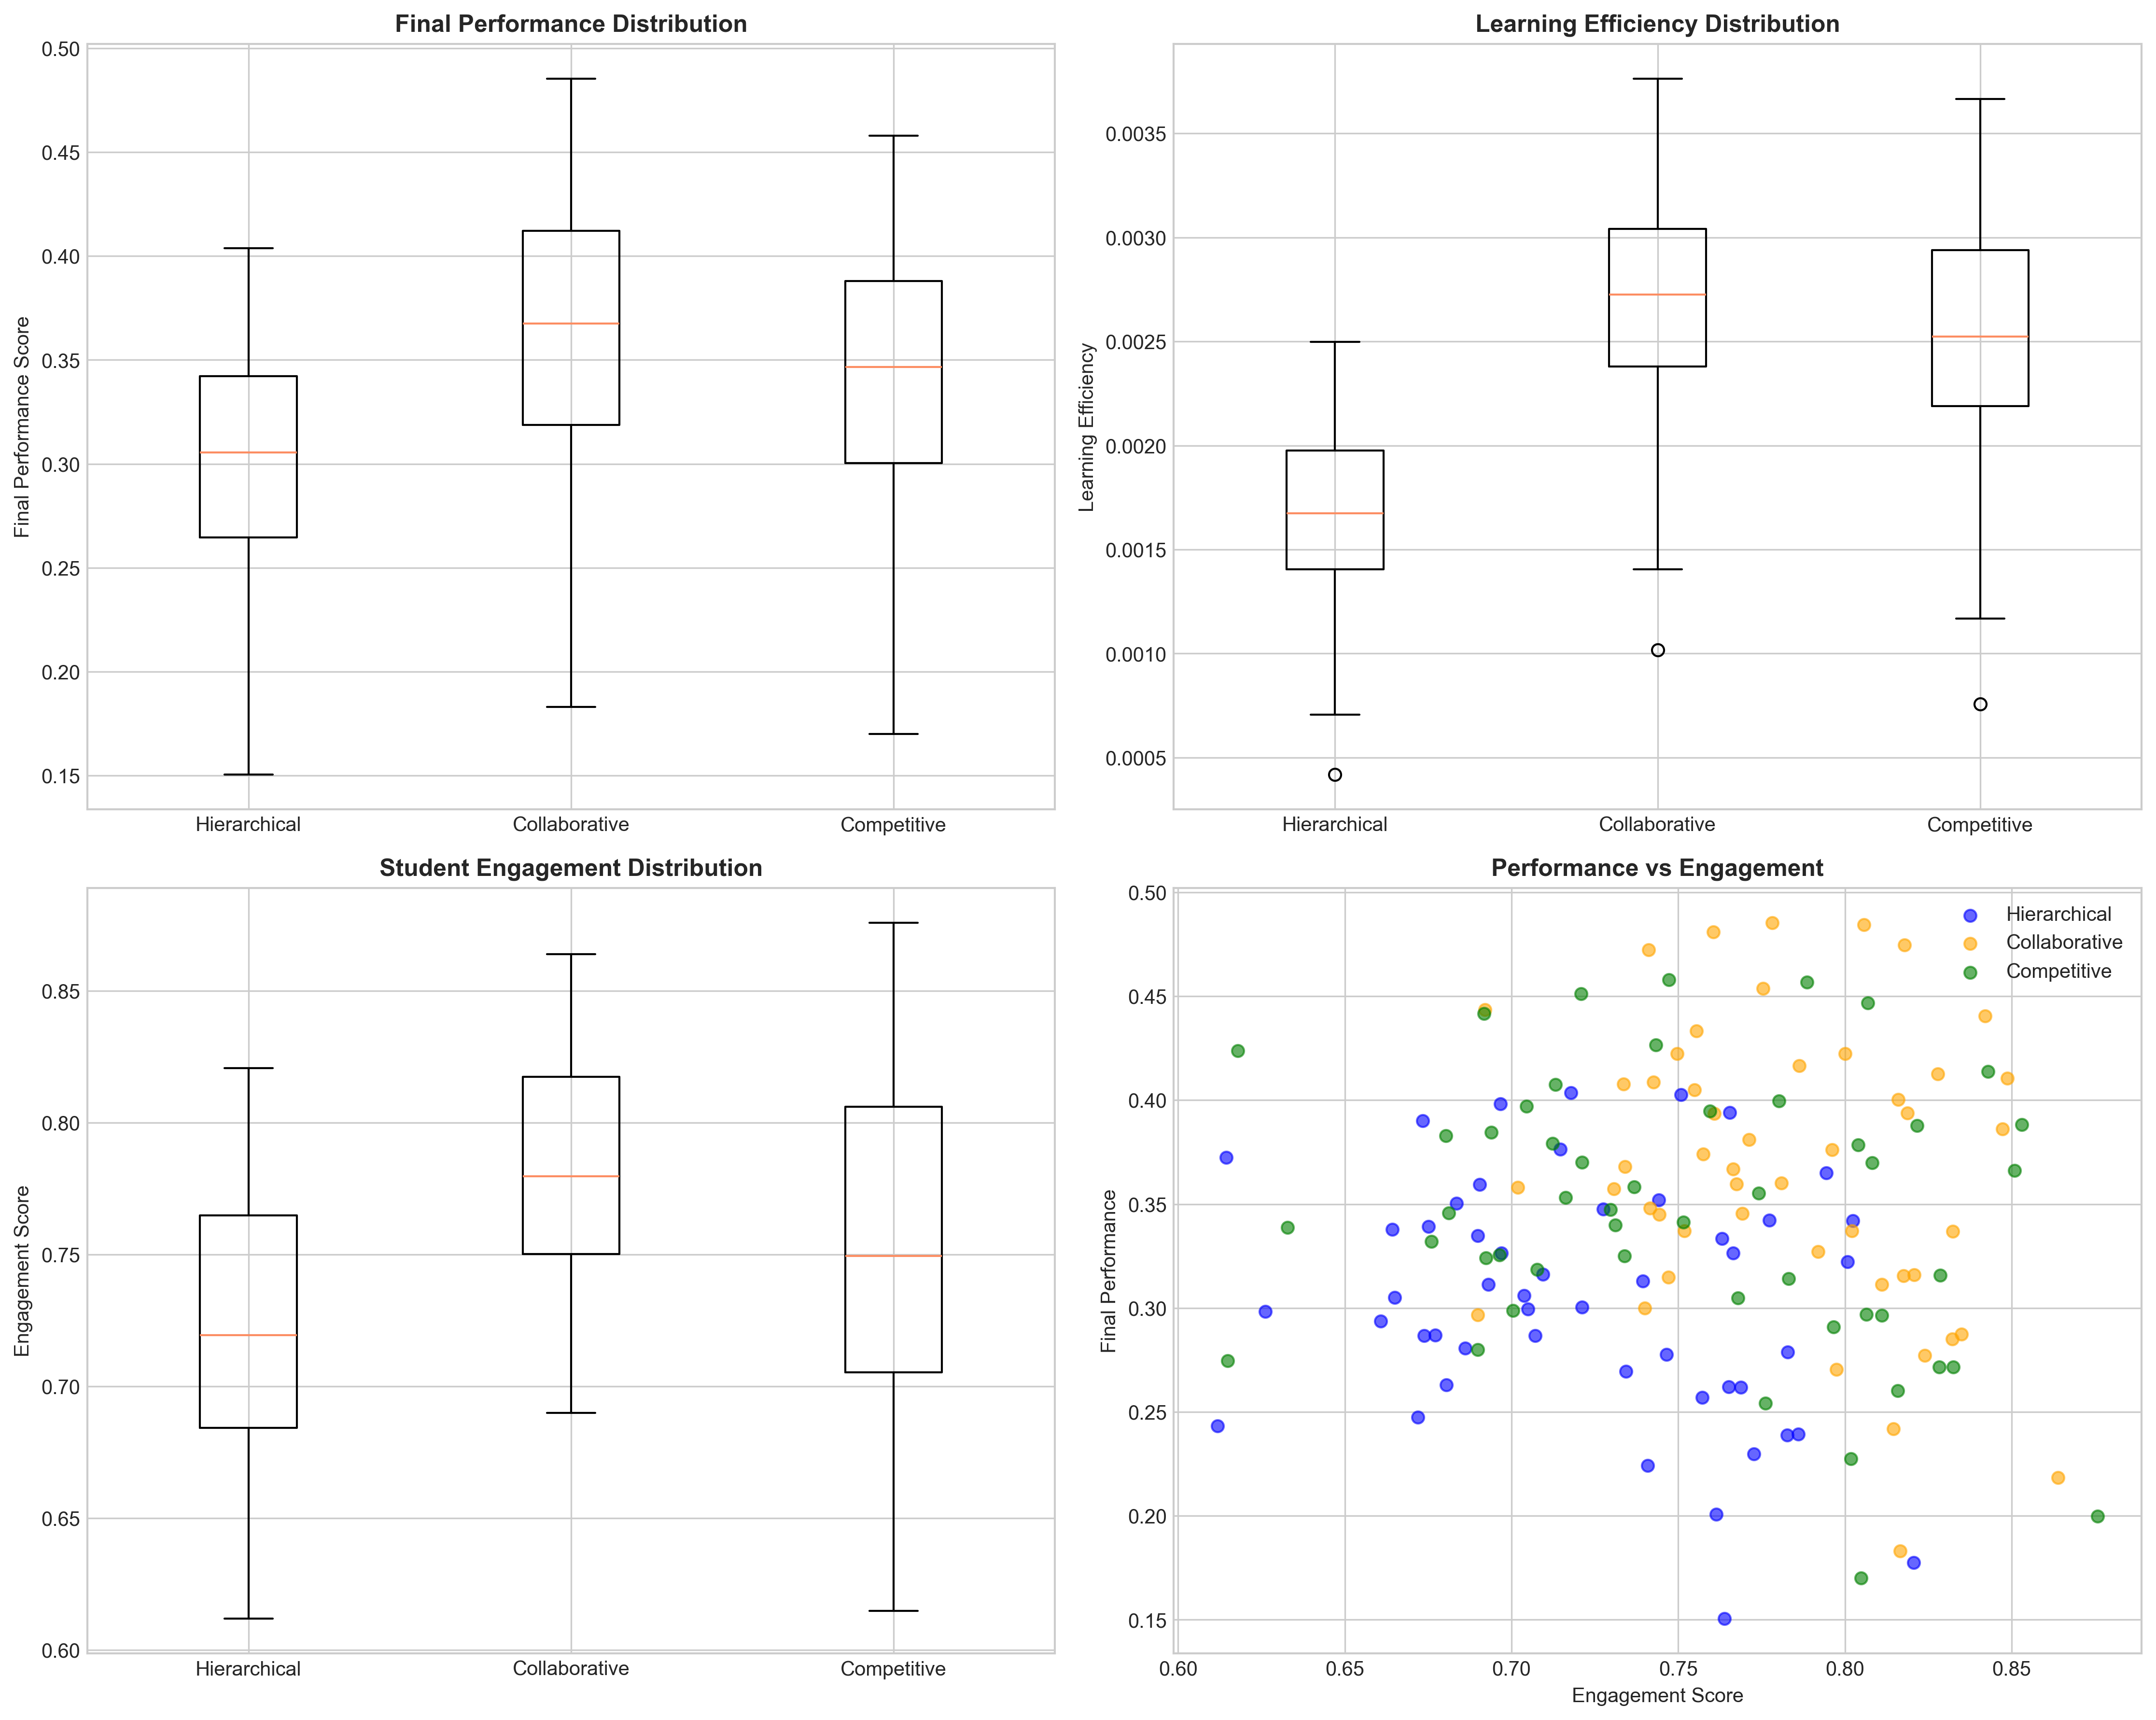 Final Performance Distribution
Final Performance Score
0.50
0.45
0.40
0.35
0.30
0.25
0.20
0.15
Hierarchical
Collaborative
Competitive
Learning Efficiency Distribution
Learning Efficiency
0.0035
0.0030
0.0025
0.0020
0.0015
0.0010
0.0005
Hierarchical
Collaborative
Competitive
Student Engagement Distribution
Engagement Score
0.85
0.80
0.75
0.70
0.65
0.60
Hierarchical
Collaborative
Competitive
Performance vs Engagement
Final Performance
0.50
0.45
0.40
0.35
0.30
0.25
0.20
0.15
Hierarchical
Collaborative
Competitive
0.60
0.65
0.70
0.75
0.80
0.85
Engagement Score